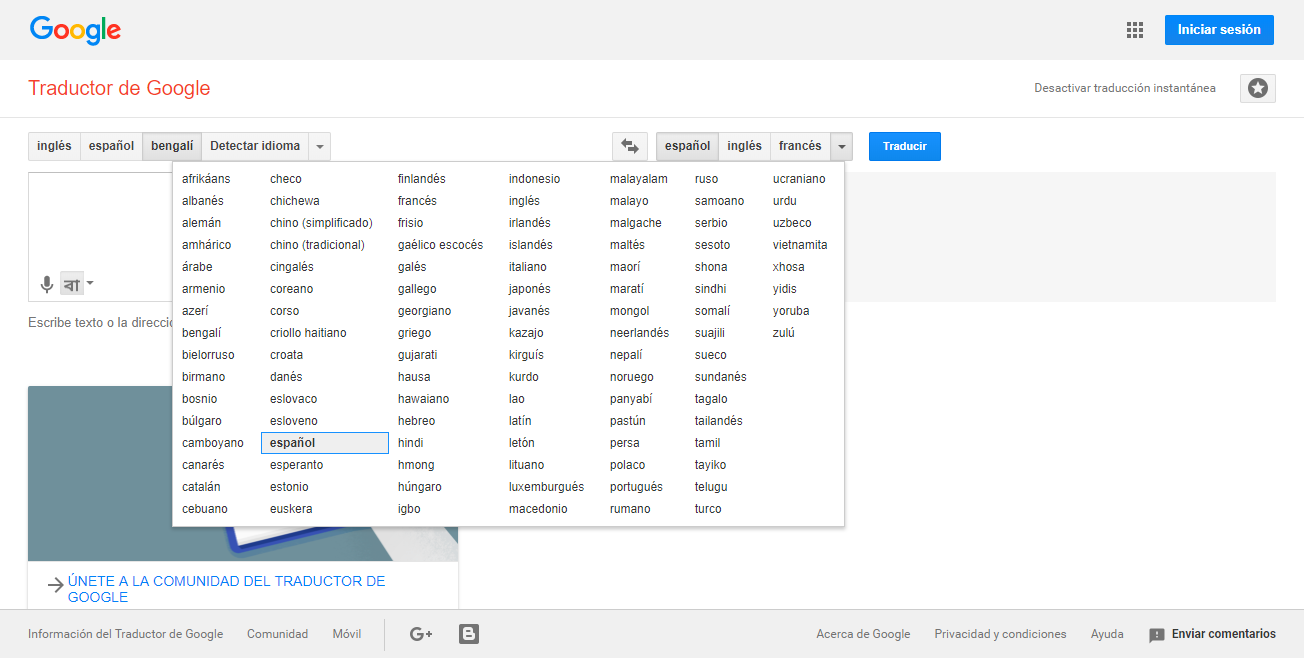 Google
Iniciar sesión
Traductor de Google
Desactivar traducción instantánea
inglés español bengalí Detectar idioma
español inglés francés
Traducir
afrikáans checo finlandés indonesio malayalam ruso ucraniano
albanés chichewa francés inglés malayo samoano urdu
alemán chino (simplificado) frisio irlandés malgache serbio uzbeco
amhárico chino (tradicional) gaélico escocés islandés maltés sesoto vietnamita
árabe cingalés galés italiano maorí shona xhosa
armenio coreano gallego japonés maratí sindhi yidis
azerí corso georgiano javanés mongol somalí yoruba
bengalí criollo haitiano griego kazajo neerlandés suajili zulú
bielorruso croata gujarati kirguís nepalí sueco
birmano danés hausa kurdo noruego sundanés
bosnio eslovaco hawaiano lao panyabí tagalo
búlgaro esloveno hebreo latín pastún tailandés
camboyano español hindi letón persa tamil
canarés esperanto hmong lituano polaco tayiko
catalán estonio húngaro luxemburgués portugués telugu
cebuano euskera igbo macedonio rumano turco
বা
Escribe texto o la direcci
ÚNETE A LA COMUNIDAD DEL TRADUCTOR DE
GOOGLE
Información del Traductor de Google Comunidad Móvil G+ B Acerca de Google Privacidad y condiciones Ayuda Enviar comentarios